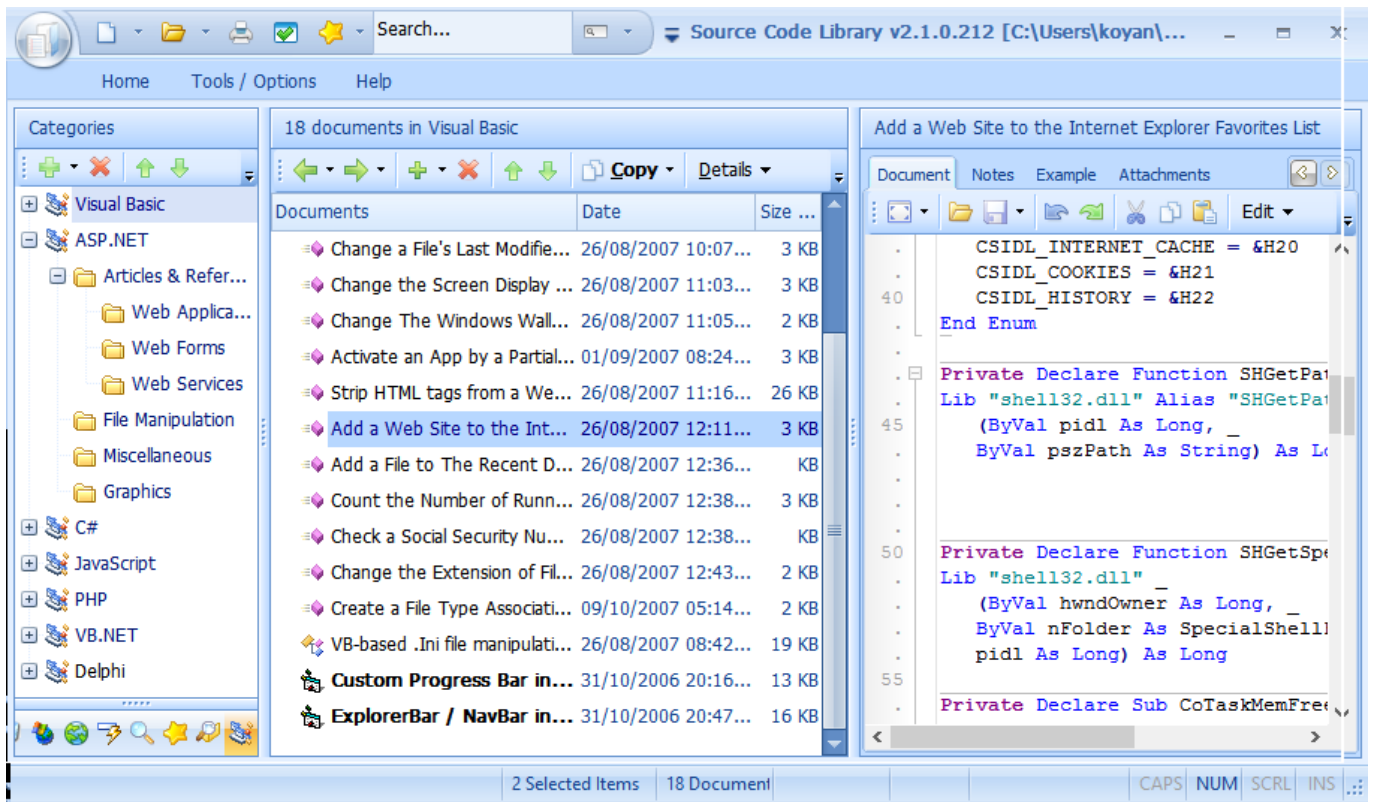 Search...
Source Code Library v2.1.0.212 [C:\Users\koyan\...
Home Tools / Options Help
Categories
Visual Basic
ASP.NET
Articles & Refer...
Web Applica...
Web Forms
Web Services
File Manipulation
Miscellaneous
Graphics
C#
JavaScript
PHP
VB.NET
Delphi
18 documents in Visual Basic
Copy Details
Documents Date Size ...
Change a File's Last Modifie... 26/08/2007 10:07... 3 KB
Change the Screen Display ... 26/08/2007 11:03... 3 KB
Change The Windows Wall... 26/08/2007 11:05... 2 KB
Activate an App by a Partial... 01/09/2007 08:24... 3 KB
Strip HTML tags from a We... 26/08/2007 11:16... 26 KB
Add a Web Site to the Int... 26/08/2007 12:11... 3 KB
Add a File to The Recent D... 26/08/2007 12:36... KB
Count the Number of Runn... 26/08/2007 12:38... 3 KB
Check a Social Security Nu... 26/08/2007 12:38... KB
Change the Extension of Fil... 26/08/2007 12:43... 2 KB
Create a File Type Associati... 09/10/2007 05:14... 2 KB
VB-based .Ini file manipulati... 26/08/2007 08:42... 19 KB
Custom Progress Bar in... 31/10/2006 20:16... 13 KB
ExplorerBar / NavBar in... 31/10/2006 20:47... 16 KB
Add a Web Site to the Internet Explorer Favorites List
Document Notes Example Attachments
Edit
CSIDL_INTERNET_CACHE = &H20
CSIDL_COOKIES = &H21
40 CSIDL_HISTORY = &H22
End Enum
Private Declare Function SHGetPat
Lib "shell32.dll" Alias "SHGetPat
45 (ByVal pidl As Long, _
ByVal pszPath As String) As Lo
50 Private Declare Function SHGetSpe
Lib "shell32.dll" _
(ByVal hwndOwner As Long, _
ByVal nFolder As SpecialShell
pidl As Long) As Long
55
Private Declare Sub CoTaskMemFree
2 Selected Items 18 Document
CAPS NUM SCRL INS